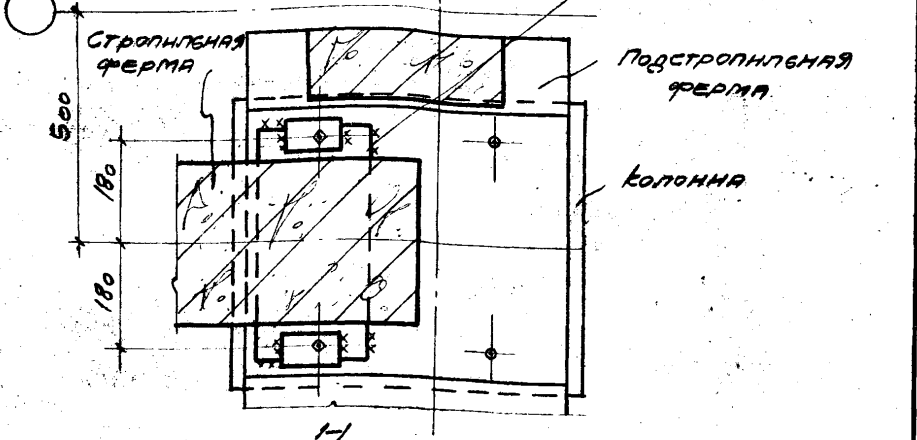 Стропильная
ферма
Подстропильная
ферма
колонна
500
180
180
1-1